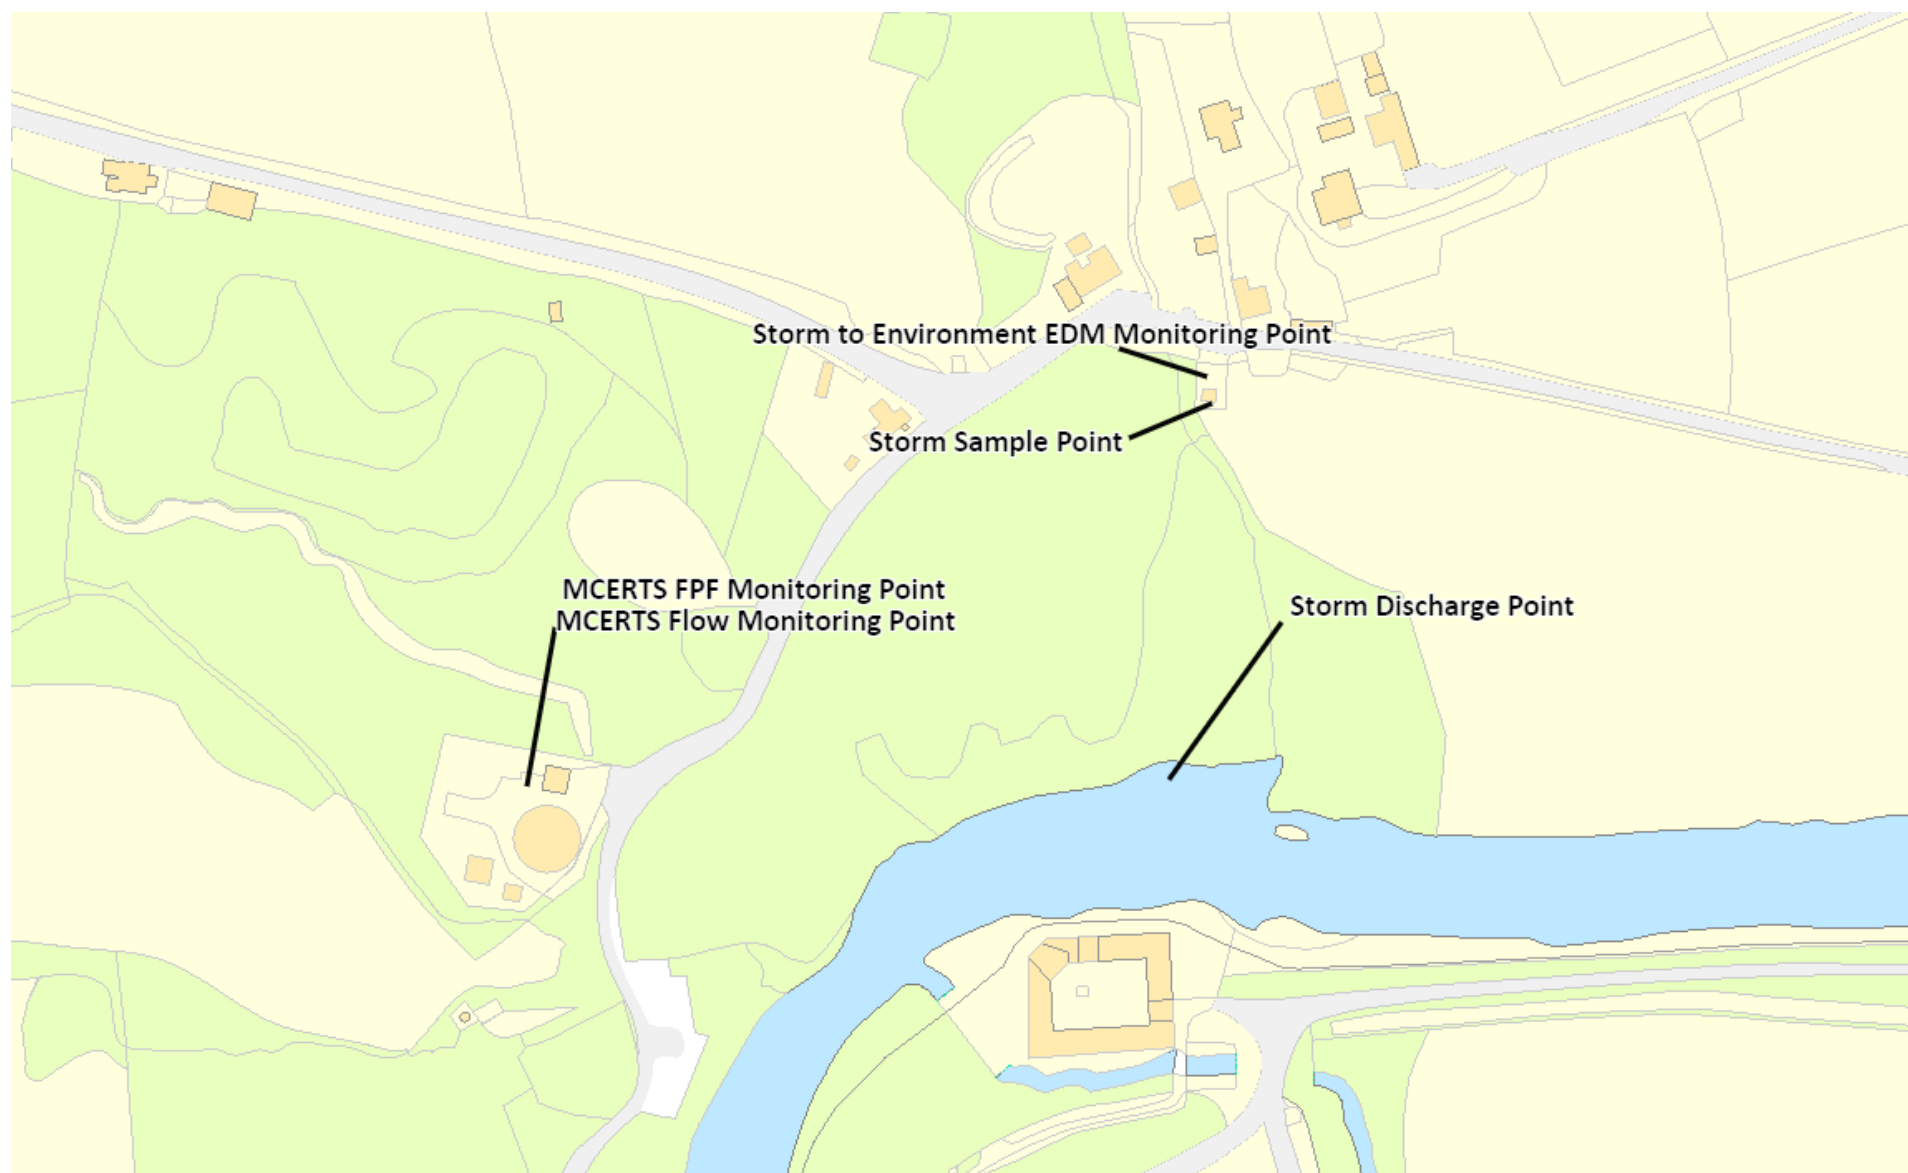 Storm to Environment EDM Monitoring Point
Storm Sample Point
MCERTS FPF Monitoring Point
MCERTS Flow Monitoring Point
Storm Discharge Point